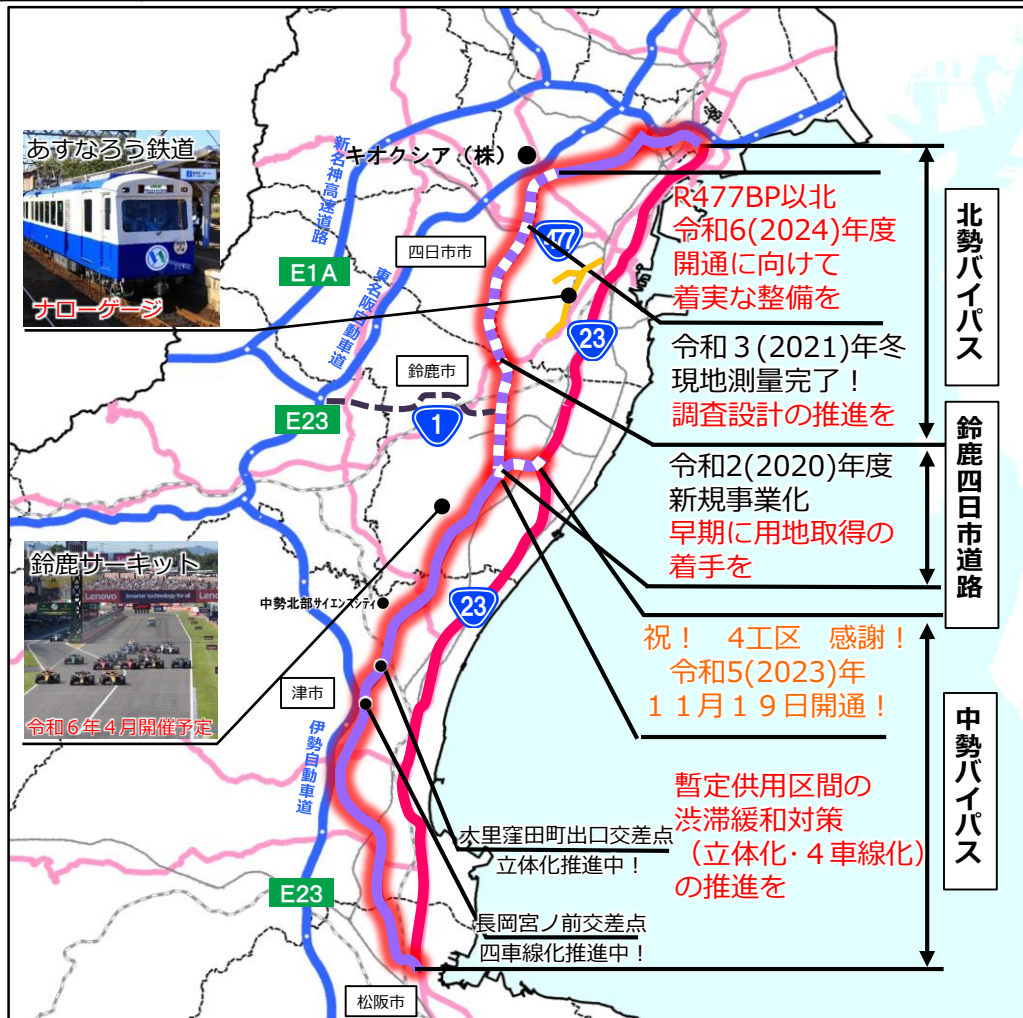 あすなろう鉄道
ナローゲージ
新名神高速道路
キオクシア（株）
四日市市
E1A
東名阪自動車道
477
23
鈴鹿市
E23
1
R477BP以北
令和6(2024)年度
開通に向けて
着実な整備を
令和３(2021)年冬
現地測量完了！
調査設計の推進を
北勢バイパス
令和2(2020)年度
新規事業化
早期に用地取得の
着手を
鈴鹿四日市道路
鈴鹿サーキット
Lenovo
Smarter technology for all
Lenovo
令和６年４月開催予定
中勢北部サイエンスシティ
23
津市
伊勢自動車道
祝！　4工区　感謝！
令和5(2023)年
１１月１９日開通！
暫定供用区間の
渋滞緩和対策
（立体化・４車線化）
の推進を
中勢バイパス
大里窪田町出口交差点
立体化推進中！
長岡宮ノ前交差点
四車線化推進中！
E23
松阪市